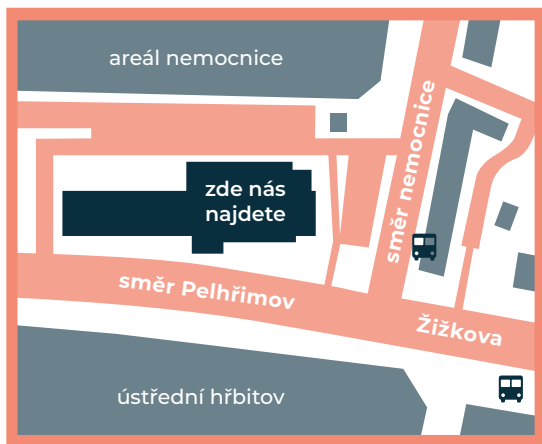 areál nemocnice
směr nemocnice
zde nás
najdete
směr Pelhřimov
Žižkova
ústřední hřbitov